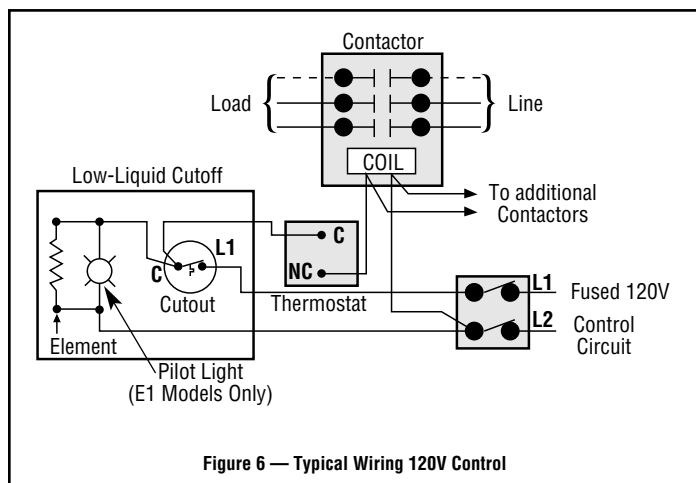 Contactor
Load
Line
COIL
Low-Liquid Cutoff
To additional
Contactors
C
L1
C
NC
Cutout
Thermostat
L1
Fused 120V
L2
Control
Circuit
Element
Pilot Light
(E1 Models Only)
Figure 6 — Typical Wiring 120V Control